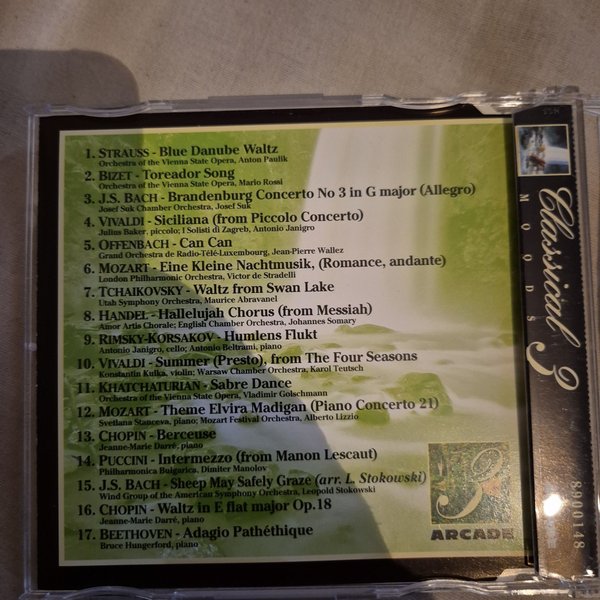 1. STRAUSS - Blue Danube Waltz
Orchestra of the Vienna State Opera, Anton Paulik
2. BIZET - Toreador Song
Orchestra of the Vienna State Opera, Mario Rossi
3. J.S. BACH - Brandenburg Concerto No 3 in G major (Allegro)
Josef Suk Chamber Orchestra, Josef Suk
4. VIVALDI - Siciliana (from Piccolo Concerto)
Julius Baker, piccolo; I Solisti di Zagreb, Antonio Janigro
5. OFFENBACH - Can Can
Grand Orchestra de Radio-Télé-Luxembourg, Jean-Pierre Wallez
6. MOZART - Eine Kleine Nachtmusik, (Romance, andante)
London Philharmonic Orchestra, Victor de Stradelli
7. TCHAIKOVSKY - Waltz from Swan Lake
Utah Symphony Orchestra, Maurice Abravanel
8. HANDEL - Hallelujah Chorus (from Messiah)
Amor Artis Chorale; English Chamber Orchestra, Johannes Somary
9. RIMSKY-KORSAKOV - Humlens Flukt
Antonio Janigro, cello; Antonio Beltrami, piano
10. VIVALDI - Summer (Presto), from The Four Seasons
Konstantin Kulka, violin; Warsaw Chamber Orchestra, Karol Teutsch
11. KHATCHATURIAN - Sabre Dance
Orchestra of the Vienna State Opera, Vladimir Golschmann
12. MOZART - Theme Elvira Madigan (Piano Concerto 21)
Svetlana Stanceva, piano; Mozart Festival Orchestra, Alberto Lizzio
13. CHOPIN - Berceuse
Jeanne-Marie Darré, piano
14. PUCCINI - Intermezzo (from Manon Lescaut)
Philharmonica Bulgarica, Dimiter Manolov
15. J.S. BACH - Sheep May Safely Graze (arr. L. Stokowski)
Wind Group of the American Symphony Orchestra, Leopold Stokowski
16. CHOPIN - Waltz in E flat major Op.18
Jeanne-Marie Darré, piano
17. BEETHOVEN - Adagio Pathéthique
Bruce Hungerford, piano
ARCADE
Classical 3
MOODS
8900148